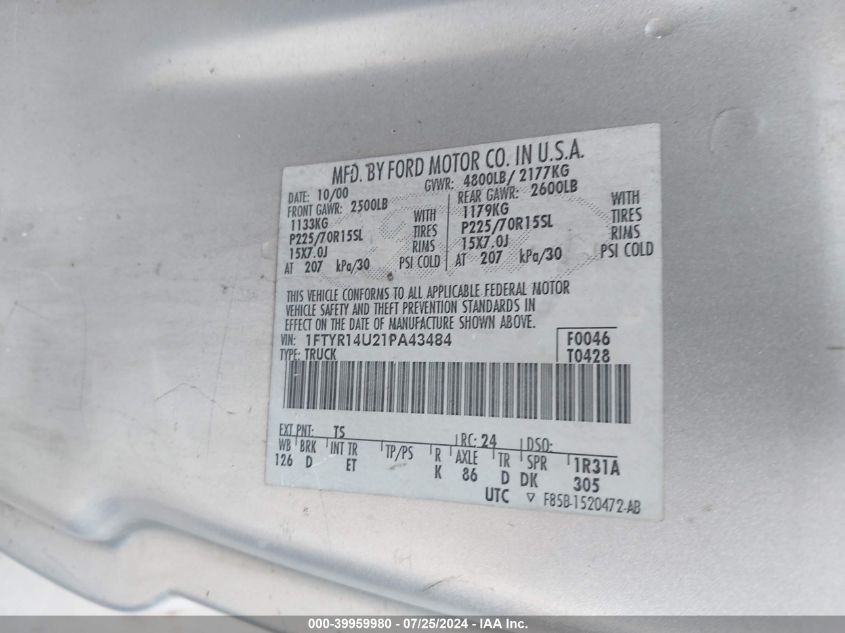 MFD. BY FORD MOTOR CO. IN U.S.A.
DATE: 10/00 GVWR: 4800LB/ 2177KG
FRONT GAWR: 2500LB REAR GAWR: 2600LB
1133KG WITH 1179KG WITH
P225/70R15SL TIRES P225/70R15SL TIRES
15X7.0J RIMS 15X7.0J RIMS
AT 207 kPa/30 PSI COLD AT 207 kPa/30 PSI COLD
THIS VEHICLE CONFORMS TO ALL APPLICABLE FEDERAL MOTOR
VEHICLE SAFETY AND THEFT PREVENTION STANDARDS IN
EFFECT ON THE DATE OF MANUFACTURE SHOWN ABOVE.
VIN: 1FTYR14U21PA43484 F0046
TYPE: TRUCK T0428
EXT PNT: TS RC: 24 DSO:
WB BRK INT TR TP/PS R AXLE TR SPR 1R31A
126 D ET K 86 D DK 305
UTC ▽ F85B-1520472-AB
000-39959980 - 07/25/2024 - IAAI Inc.